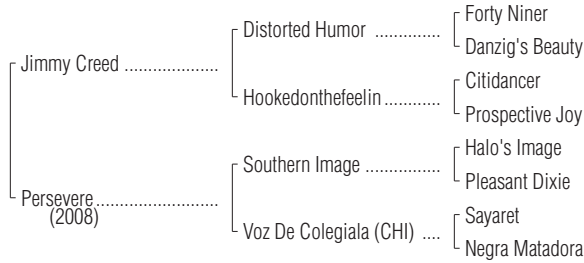 Forty Niner
Distorted Humor ..............
Danzig's Beauty
Jimmy Creed ....................
Citidancer
Hookedonthefeelin ............
Prospective Joy
Halo's Image
Southern Image ................
Pleasant Dixie
Persevere ..........................
(2008)
Sayaret
Voz De Colegiala (CHI) ....
Negra Matadora